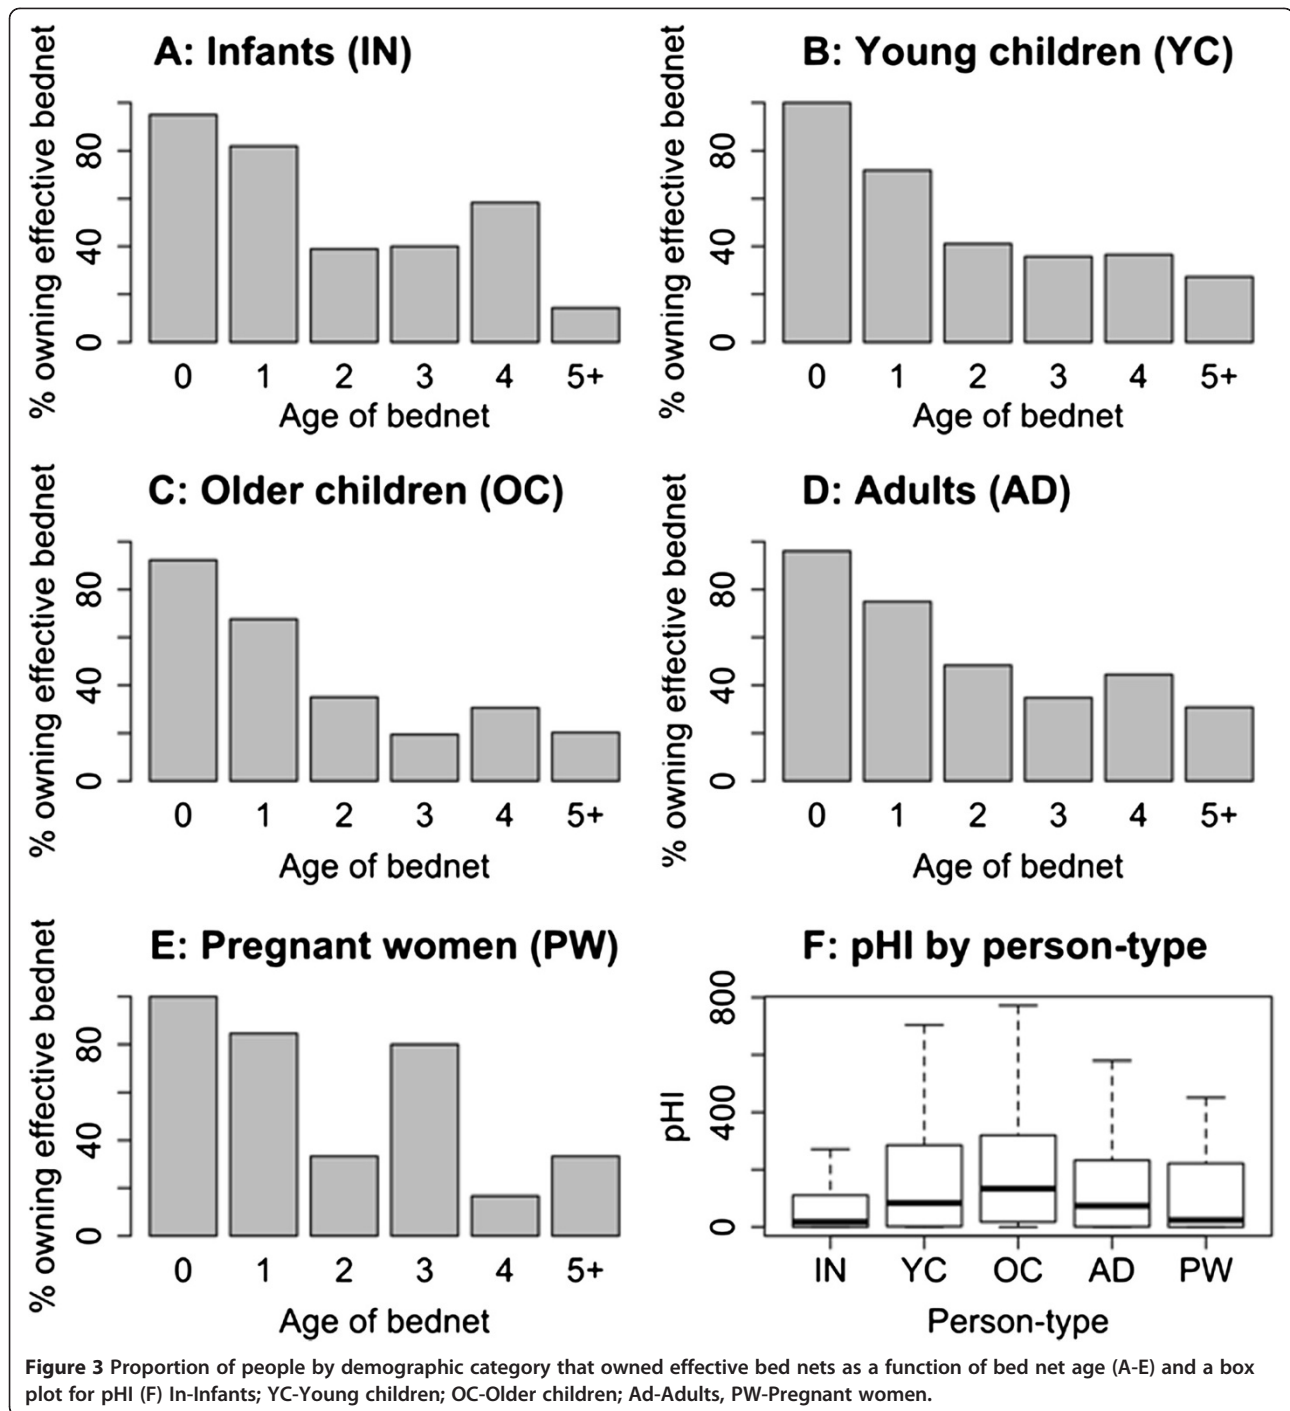 A: Infants (IN)
% owning effective bednet
80
40
0
0 1 2 3 4 5+
Age of bednet
B: Young children (YC)
% owning effective bednet
80
40
0
0 1 2 3 4 5+
Age of bednet
C: Older children (OC)
% owning effective bednet
80
40
0
0 1 2 3 4 5+
Age of bednet
D: Adults (AD)
% owning effective bednet
80
40
0
0 1 2 3 4 5+
Age of bednet
E: Pregnant women (PW)
% owning effective bednet
80
40
0
0 1 2 3 4 5+
Age of bednet
F: pHI by person-type
pHI
800
400
0
IN YC OC AD PW
Person-type
Figure 3 Proportion of people by demographic category that owned effective bed nets as a function of bed net age (A-E) and a box
plot for pHI (F) In-Infants; YC-Young children; OC-Older children; Ad-Adults, PW-Pregnant women.